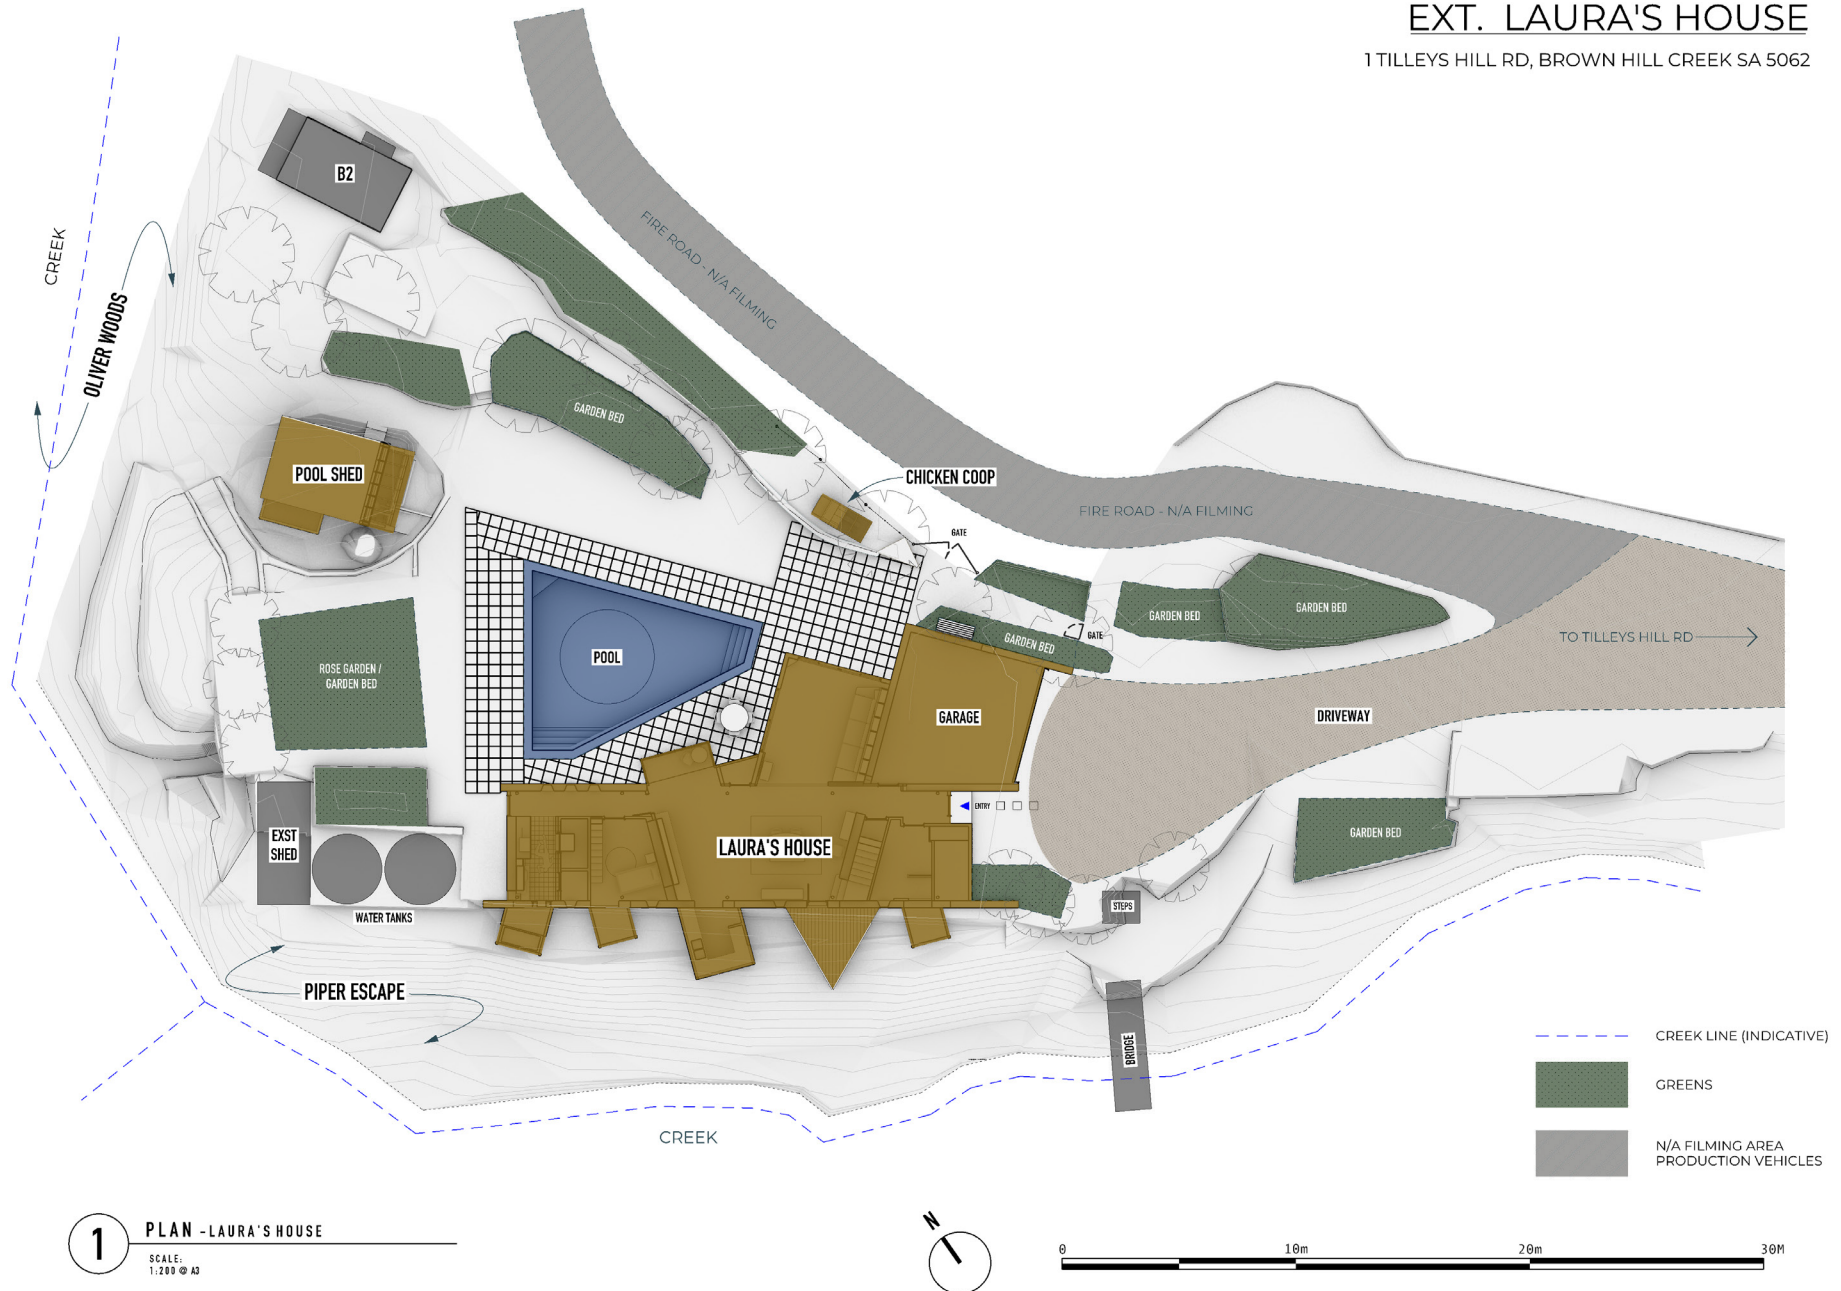 EXT. LAURA'S HOUSE
1 TILLEYS HILL RD, BROWN HILL CREEK SA 5062
B2
CREEK
OLIVER WOODS
FIRE ROAD - N/A FILMING
GARDEN BED
POOL SHED
CHICKEN COOP
FIRE ROAD - N/A FILMING
GATE
GARDEN BED
GARDEN BED
GATE
GARDEN BED
TO TILLEYS HILL RD
POOL
ROSE GARDEN /
GARDEN BED
GARAGE
DRIVEWAY
ENTRY
EXST
SHED
LAURA'S HOUSE
GARDEN BED
WATER TANKS
STEPS
PIPER ESCAPE
BRIDGE
CREEK
CREEK LINE (INDICATIVE)
GREENS
N/A FILMING AREA
PRODUCTION VEHICLES
1
PLAN - LAURA'S HOUSE
SCALE:
1:200 @ A3
N
0 10m 20m 30M